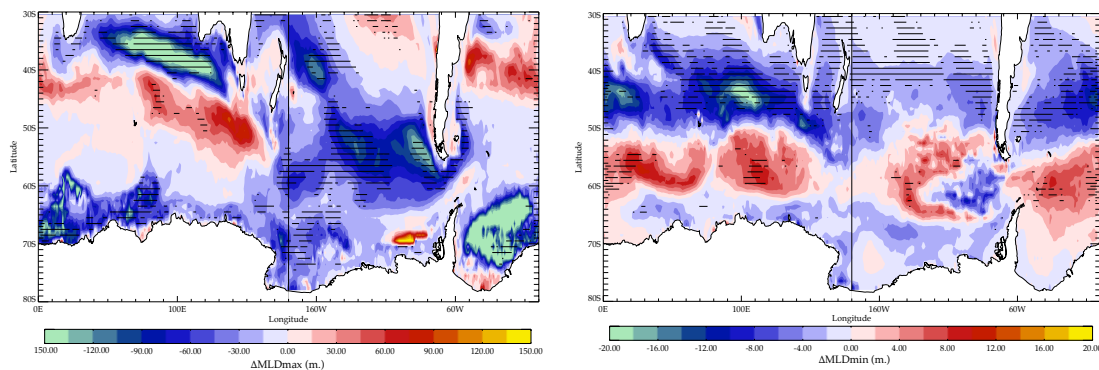 30S
40S
50S
60S
70S
80S
Latitude
100E
160W
60W
Longitude
150.00 -120.00 -90.00 -60.00 -30.00 0.00 30.00 60.00 90.00 120.00 150.00
ΔMLDmax (m.)
30S
40S
50S
60S
70S
80S
Latitude
0E 100E 160W 60W
Longitude
-20.00 -16.00 -12.00 -8.00 -4.00 0.00 4.00 8.00 12.00 16.00 20.00
ΔMLDmin (m.)